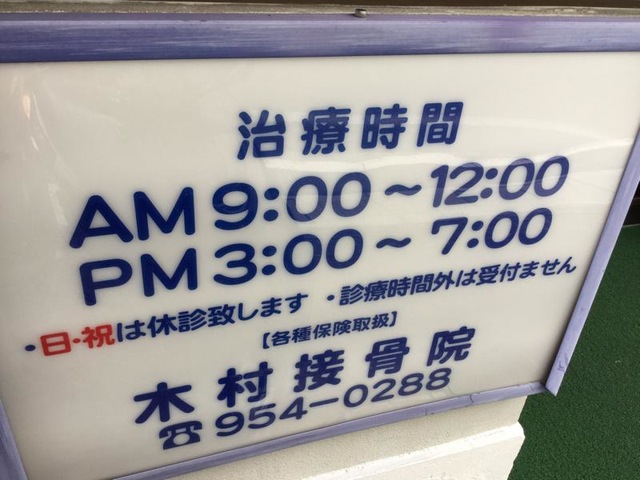 治療時間
AM 9:00～12:00
PM 3:00～7:00
・日・祝は休診致します ・診療時間外は受付ません
【各種保険取扱】
木村接骨院
☎954-0288